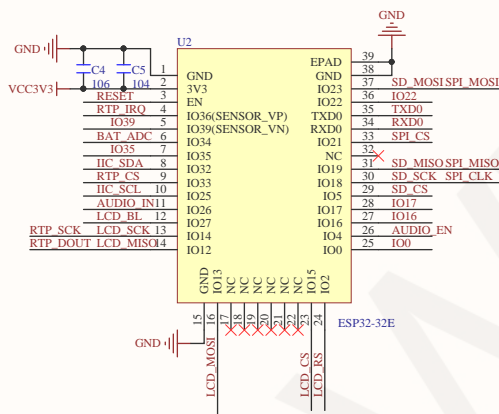 GND
U2
GND
C4
106
C5
104
VCC3V3
1
GND
2
3V3
RESET
3
EN
RTP_IRQ
4
IO36(SENSOR_VP)
IO39
5
IO39(SENSOR_VN)
BAT_ADC
6
IO34
IO35
7
IO35
IIC_SDA
8
IO32
RTP_CS
9
IO33
IIC_SCL
10
IO25
AUDIO_IN
11
IO26
LCD_BL
12
IO27
RTP_SCK
LCD_SCK
13
IO14
RTP_DOUT
LCD_MISO
14
IO12
EPAD
39
GND
38
IO23
37
SD_MOSI
SPI_MOSI
IO22
36
IO22
TXD0
35
TXD0
RXD0
34
RXD0
IO21
33
SPI_CS
NC
32
IO19
31
SD_MISO
SPI_MISO
IO18
30
SD_SCK
SPI_CLK
IO5
29
SD_CS
IO17
28
IO17
IO16
27
IO16
IO4
26
AUDIO_EN
IO0
25
IO0
GND
IO13
NC
NC
NC
NC
NC
NC
IO15
IO2
15
16
17
18
19
20
21
22
23
24
ESP32-32E
GND
LCD_MOSI
LCD_CS
LCD_RS